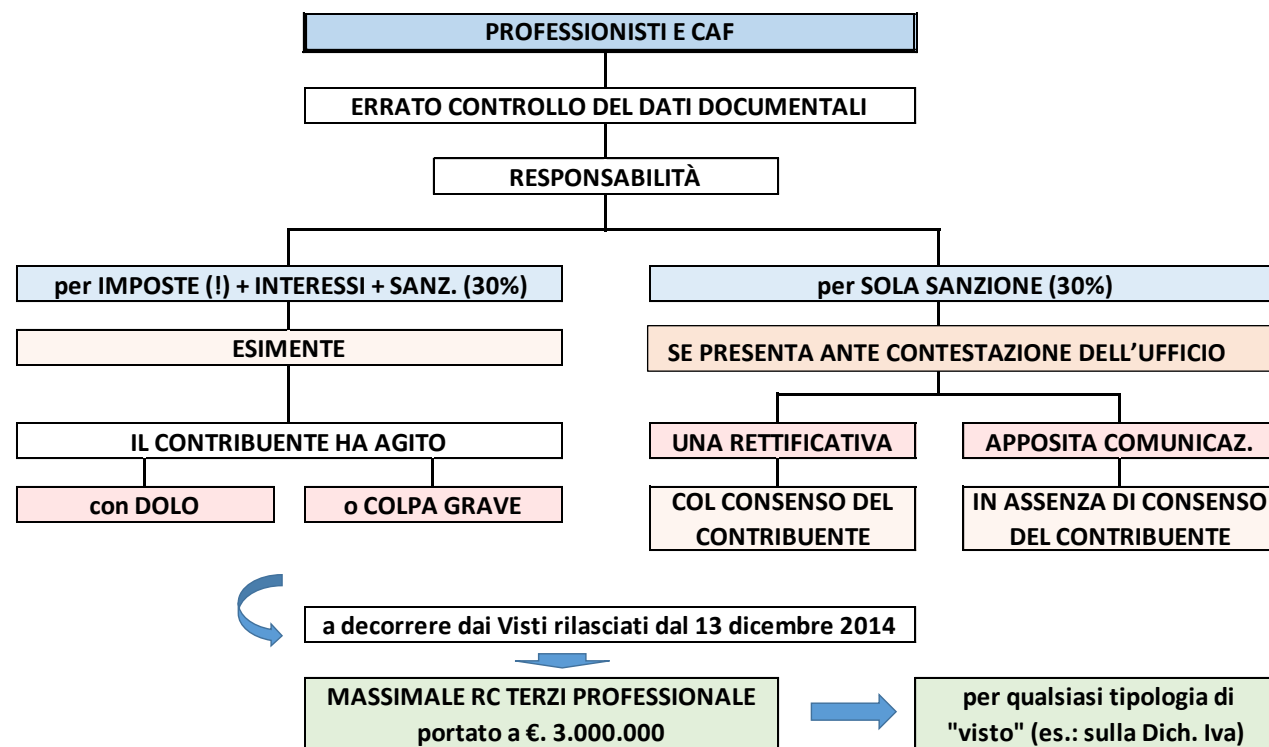 PROFESSIONISTI E CAF
ERRATO CONTROLLO DEL DATI DOCUMENTALI
RESPONSABILITÀ
per IMPOSTE (!) + INTERESSI + SANZ. (30%)
per SOLA SANZIONE (30%)
ESIMENTE
SE PRESENTA ANTE CONTESTAZIONE DELL’UFFICIO
IL CONTRIBUENTE HA AGITO
UNA RETTIFICATIVA
APPOSITA COMUNICAZ.
con DOLO
o COLPA GRAVE
COL CONSENSO DEL
CONTRIBUENTE
IN ASSENZA DI CONSENSO
DEL CONTRIBUENTE
a decorrere dai Visti rilasciati dal 13 dicembre 2014
MASSIMALE RC TERZI PROFESSIONALE
portato a €. 3.000.000
per qualsiasi tipologia di
"visto" (es.: sulla Dich. Iva)